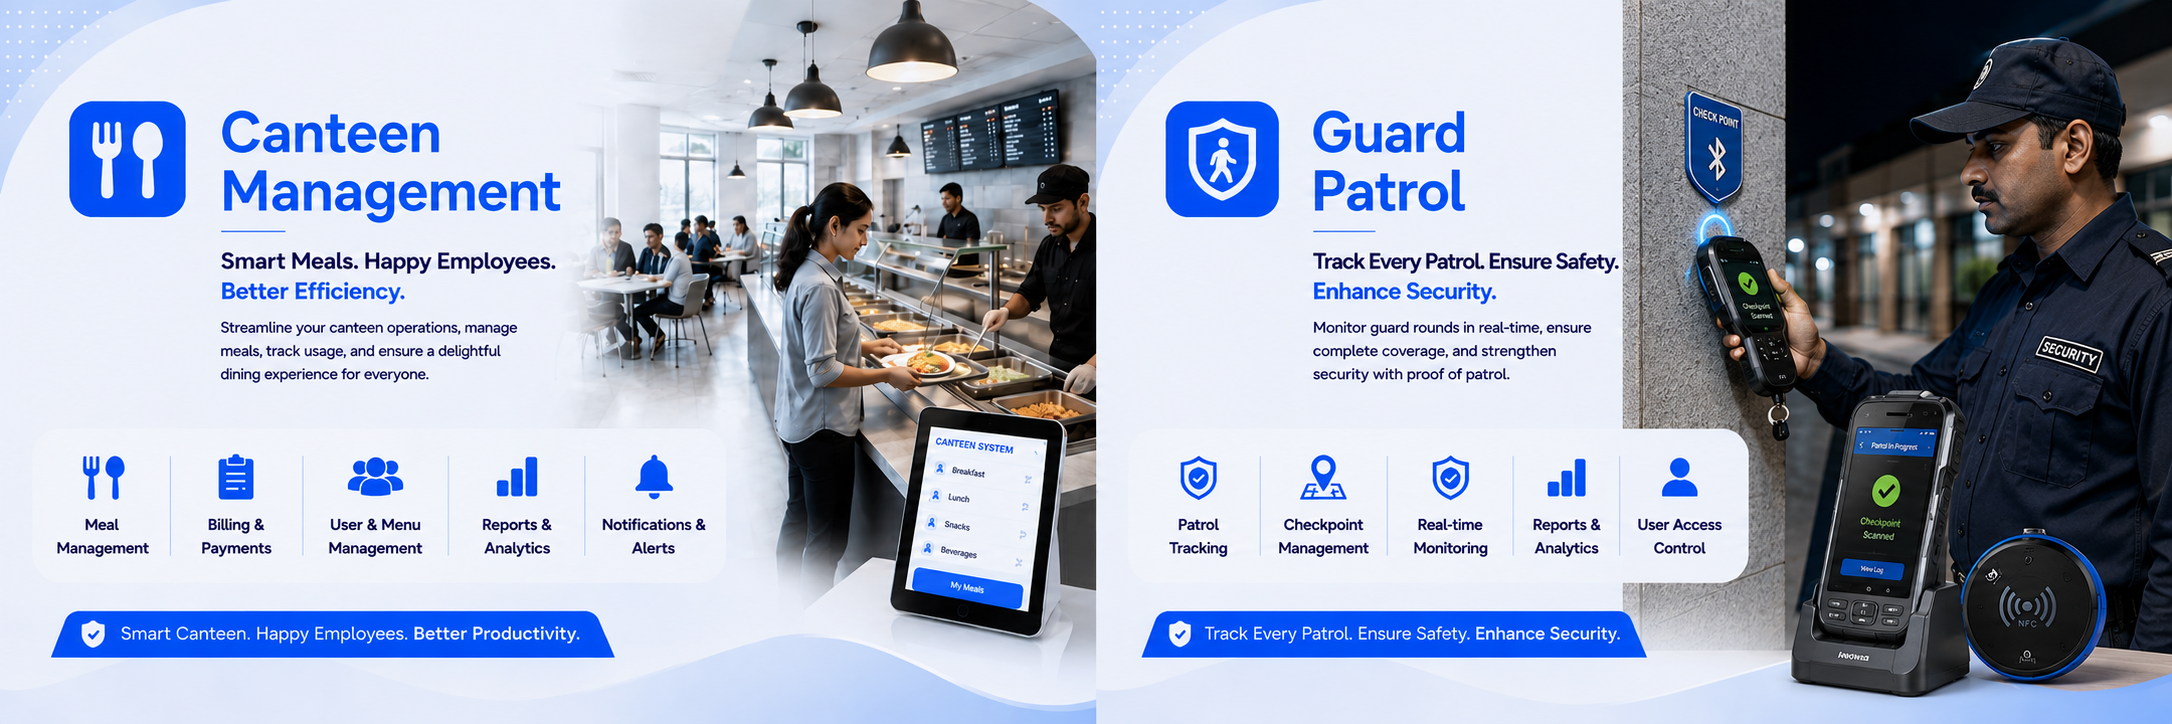 Canteen
Management
Smart Meals. Happy Employees.
Better Efficiency.
Streamline your canteen operations, manage
meals, track usage, and ensure a delightful
dining experience for everyone.
Meal
Management
Billing &
Payments
User & Menu
Management
Reports &
Analytics
Notifications &
Alerts
Smart Canteen. Happy Employees. Better Productivity.
CANTEEN SYSTEM
Breakfast
Lunch
Snacks
Beverages
My Meals
Guard
Patrol
Track Every Patrol. Ensure Safety.
Enhance Security.
Monitor guard rounds in real-time, ensure
complete coverage, and strengthen
security with proof of patrol.
Patrol
Tracking
Checkpoint
Management
Real-time
Monitoring
Reports &
Analytics
User Access
Control
Track Every Patrol. Ensure Safety. Enhance Security.
CHECK POINT
Checkpoint
Scanned
SECURITY
In Progress
Checkpoint
Scanned
View Log
NFC